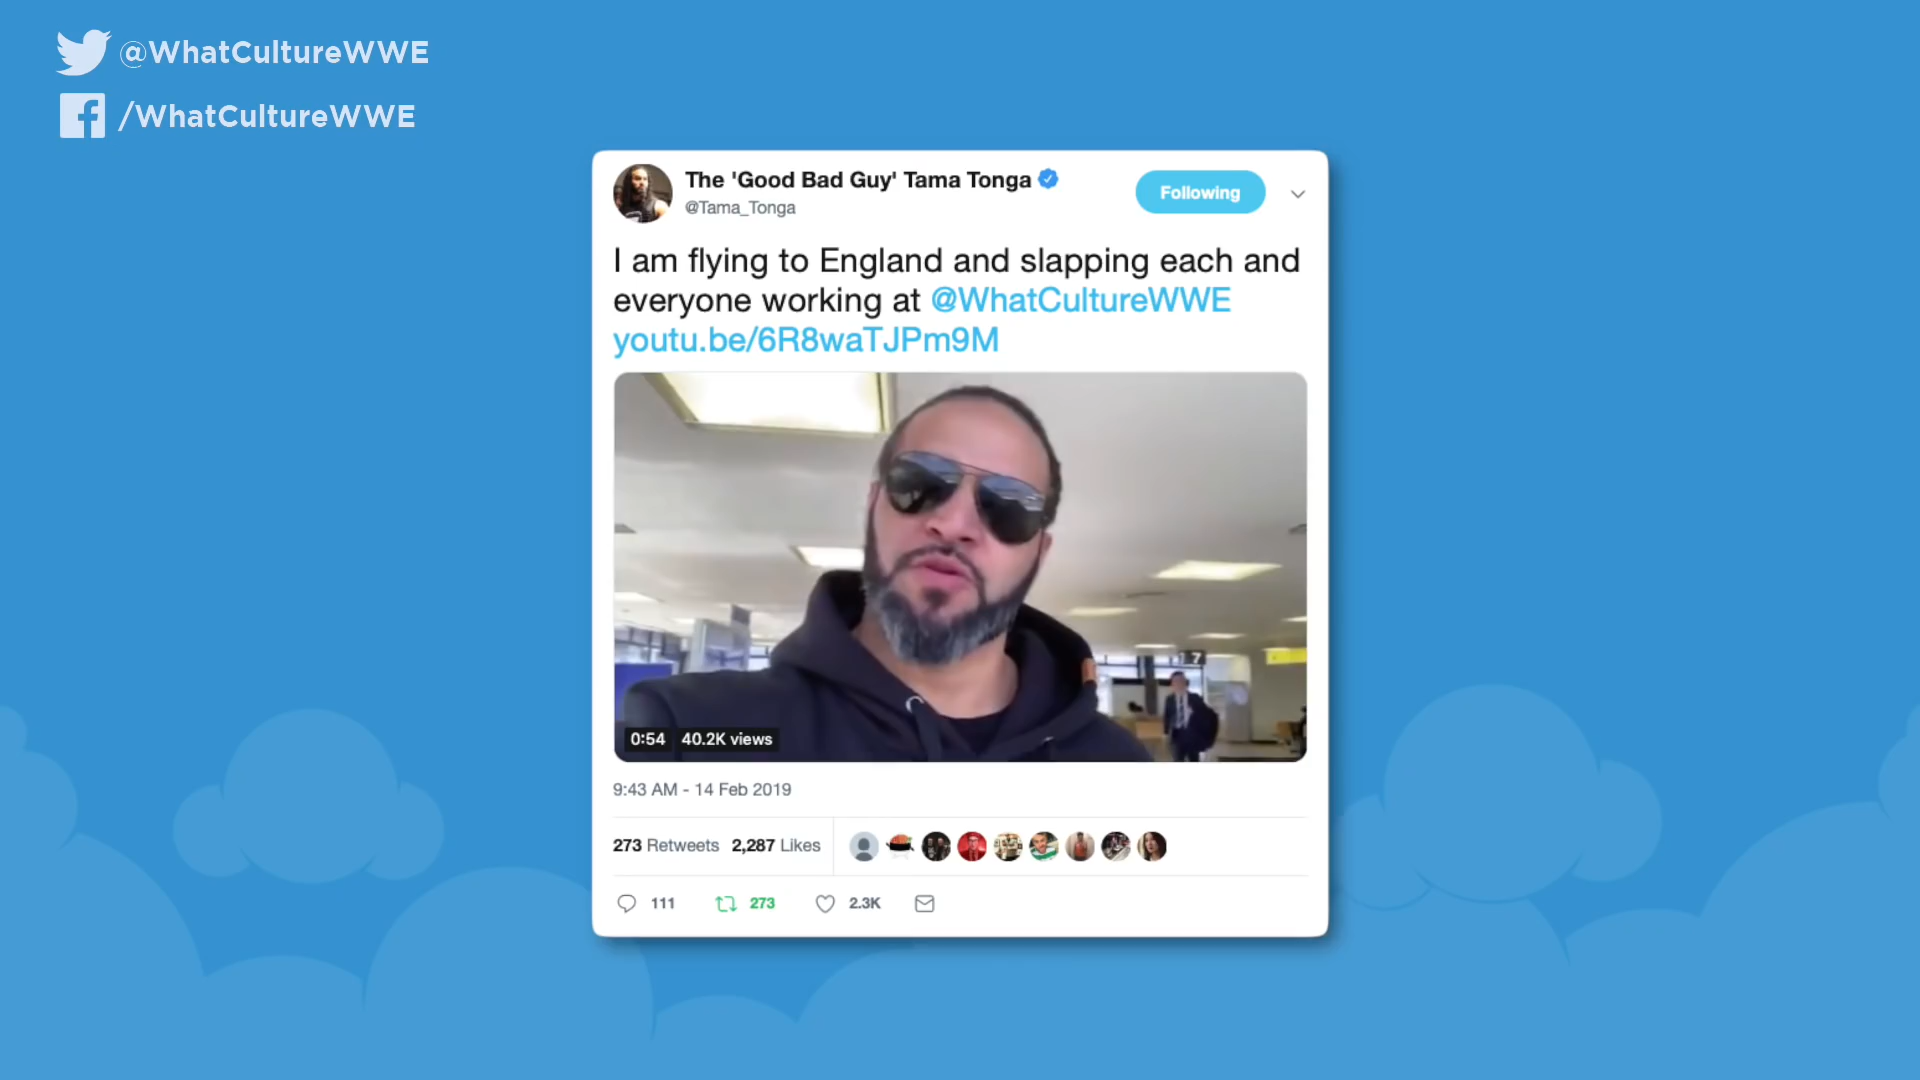 @WhatCultureWWE
/WhatCultureWWE
The 'Good Bad Guy' Tama Tonga
@Tama_Tonga
Following
I am flying to England and slapping each and
everyone working at @WhatCultureWWE
youtu.be/6R8waTJPm9M
17
0:54 40.2K views
9:43 AM - 14 Feb 2019
273 Retweets 2,287 Likes
111 273 2.3K